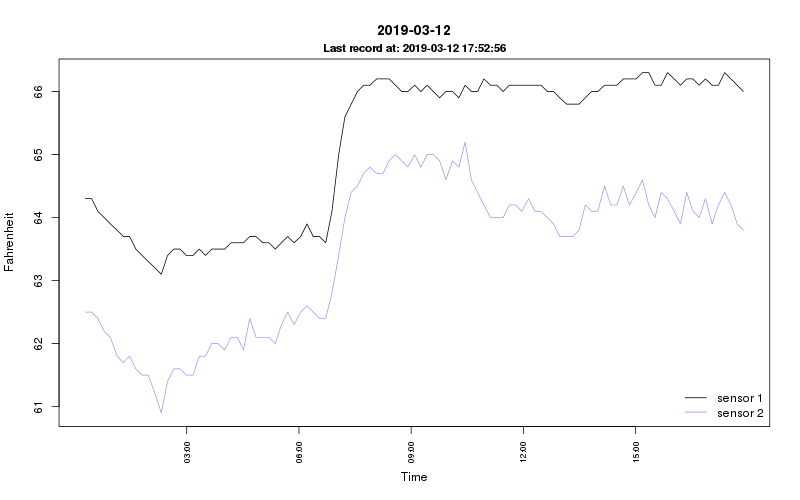 2019-03-12
Last record at: 2019-03-12 17:52:56
Fahrenheit
66
65
64
63
62
61
sensor 1
sensor 2
03:00
06:00
09:00
12:00
15:00
Time